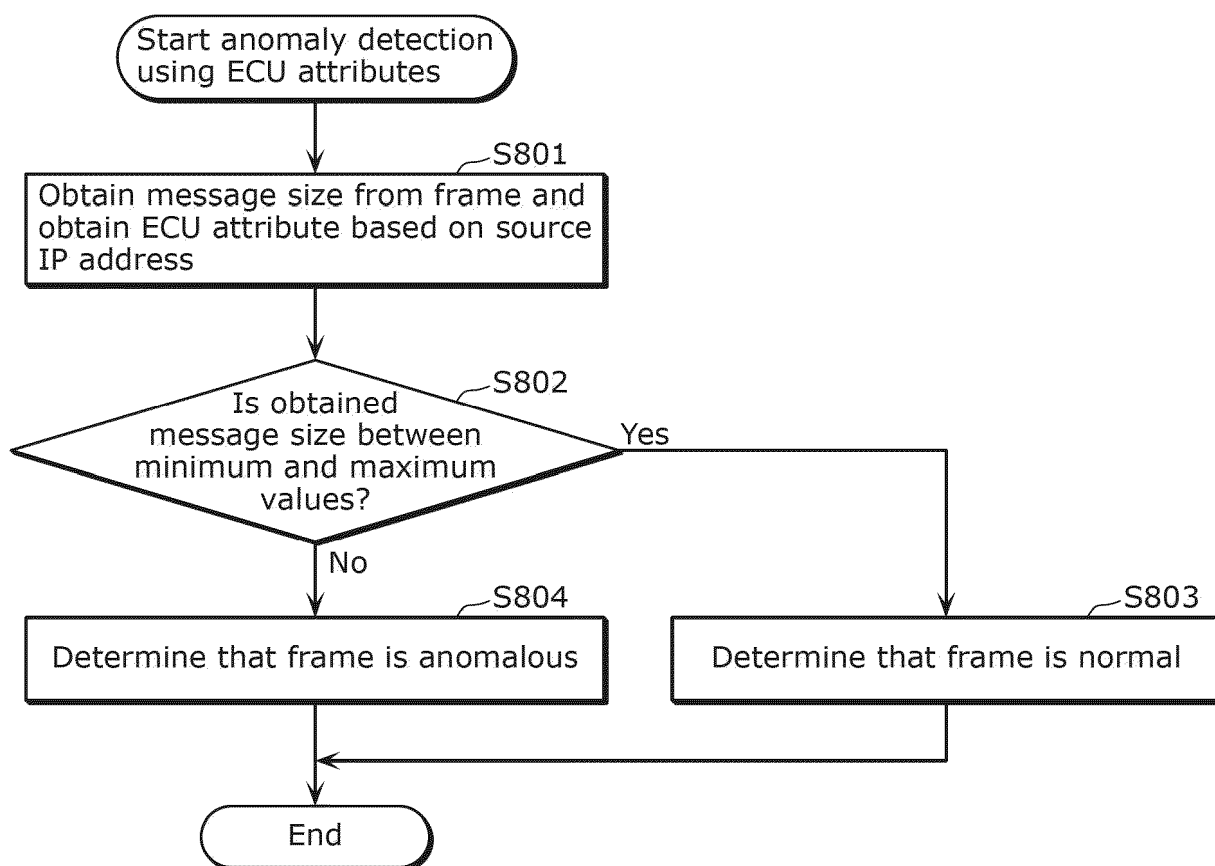 Start anomaly detection
using ECU attributes
S801
Obtain message size from frame and
obtain ECU attribute based on source
IP address
S802
Is obtained
message size between
minimum and maximum
values?
Yes
No
S804
Determine that frame is anomalous
S803
Determine that frame is normal
End